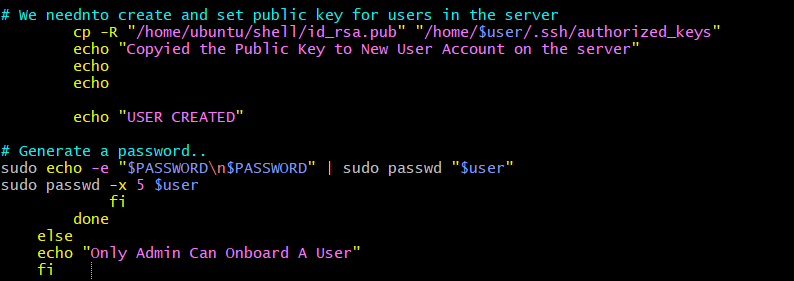 # We neednto create and set public key for users in the server
cp -R "/home/ubuntu/shell/id_rsa.pub" "/home/$user/.ssh/authorized_keys"
echo "Copyied the Public Key to New User Account on the server"
echo
echo
echo "USER CREATED"
# Generate a password..
sudo echo -e "$PASSWORD\n$PASSWORD" | sudo passwd "$user"
sudo passwd -x 5 $user
fi
done
else
echo "Only Admin Can Onboard A User"
fi